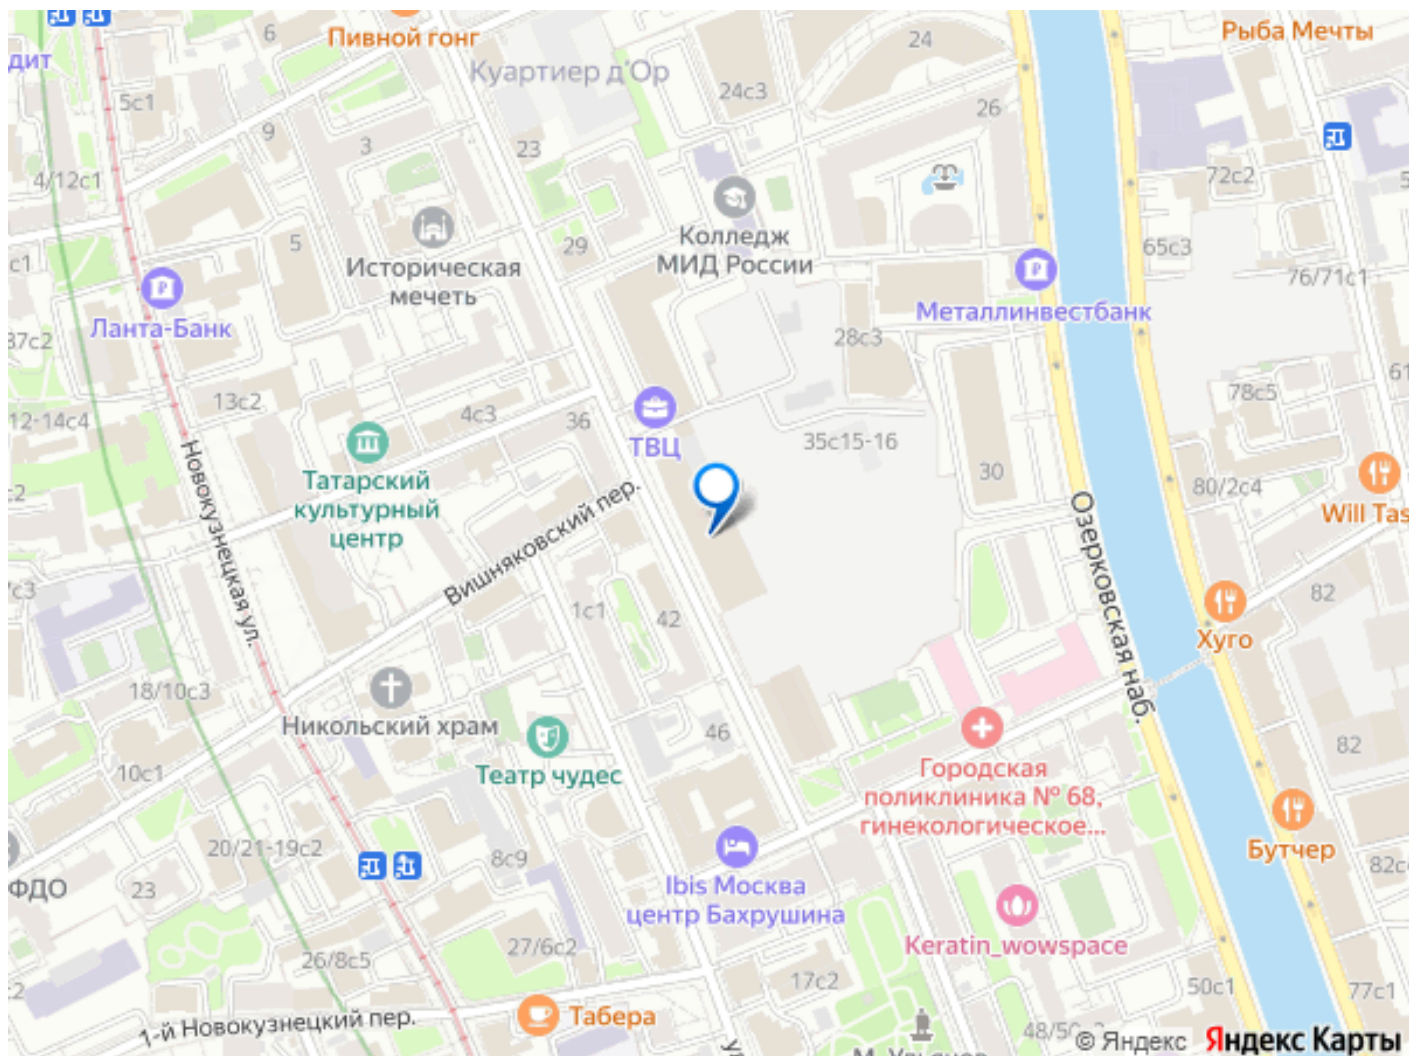 Пивной гонг
Рыба Мечты
6
24
дит
Куартиер д'Ор
5с1
24с3
26
9
3
23
4/12с1
72с2
5
Колледж
МИД России
29
65с3
с1
Историческая
мечеть
76/71с1
Ланта-Банк
Металлинвестбанк
37с2
28с3
61
13с2
78с5
12-14с4
4с3
36
ТВЦ
35с15-16
30
80/2с4
Татарский
культурный
центр
Will Tas
Новокузнецкая ул.
Вишняковский пер.
Озерковская наб.
7с3
1с1
42
82
Хуго
18/10с3
Никольский храм
46
82
10с1
Театр чудес
Городская
поликлиника № 68,
гинекологическое...
20/21-19с2
8с9
Бутчер
ФДО
23
Ibis Москва
центр Бахрушина
82с4
Keratin_wowspace
27/6с2
26/8с5
17с2
50с1
77с1
1-й Новокузнецкий пер.
Табера
© Яндекс Яндекс Карты